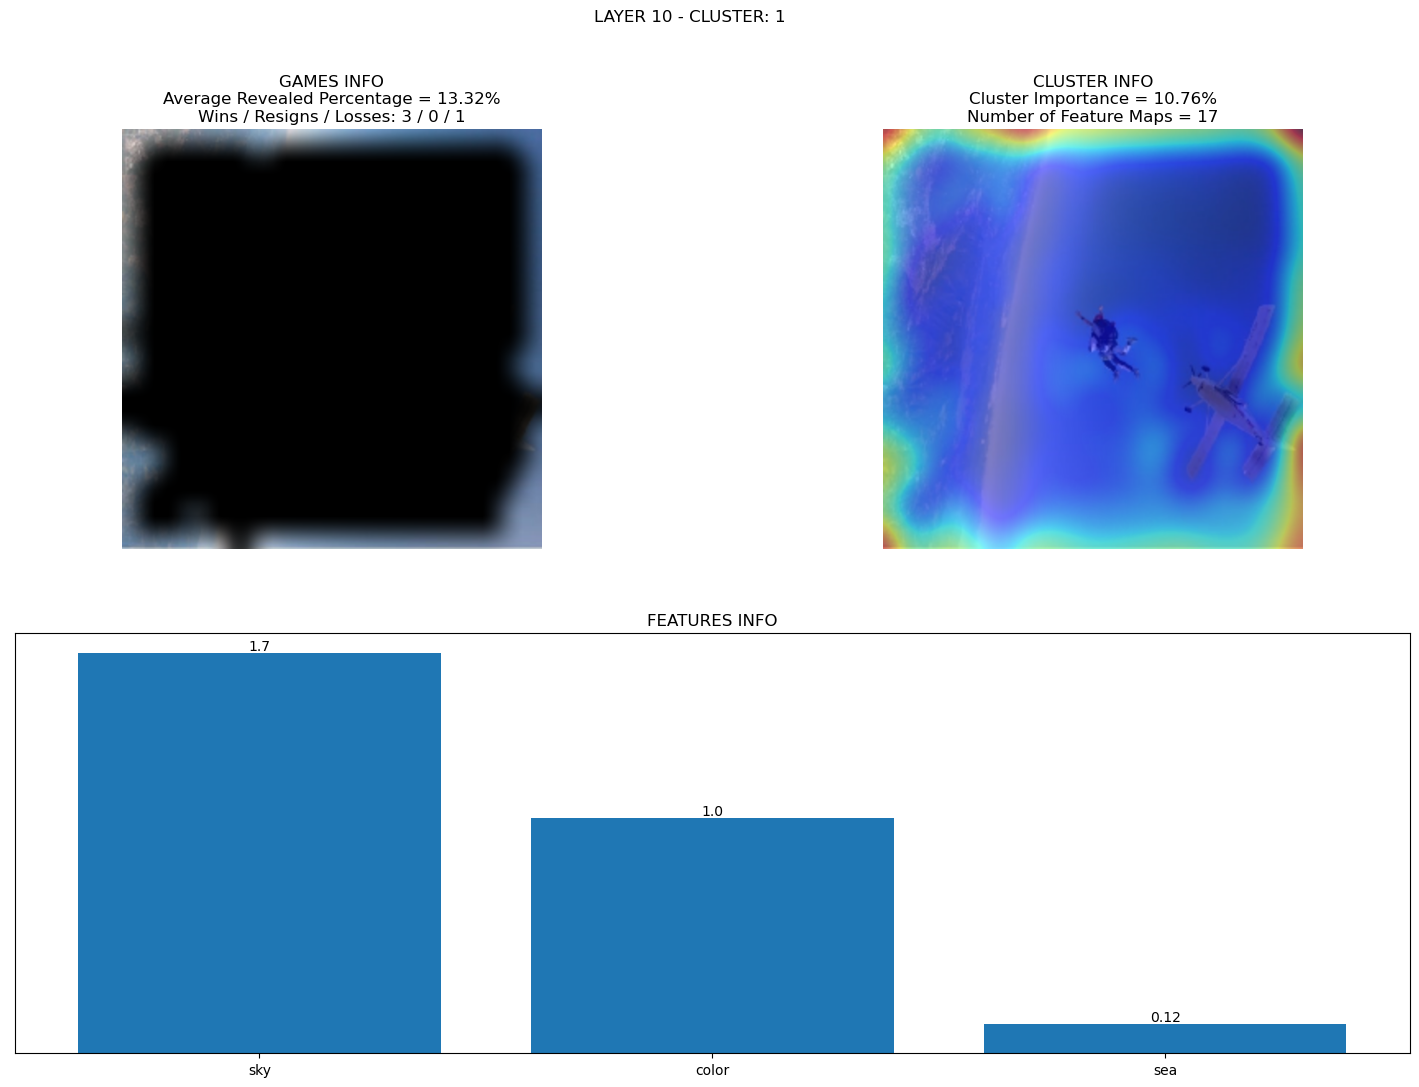 LAYER 10 - CLUSTER: 1
GAMES INFO
Average Revealed Percentage = 13.32%
Wins / Resigns / Losses: 3 / 0 / 1
CLUSTER INFO
Cluster Importance = 10.76%
Number of Feature Maps = 17
FEATURES INFO
1.7
1.0
0.12
sky
color
sea